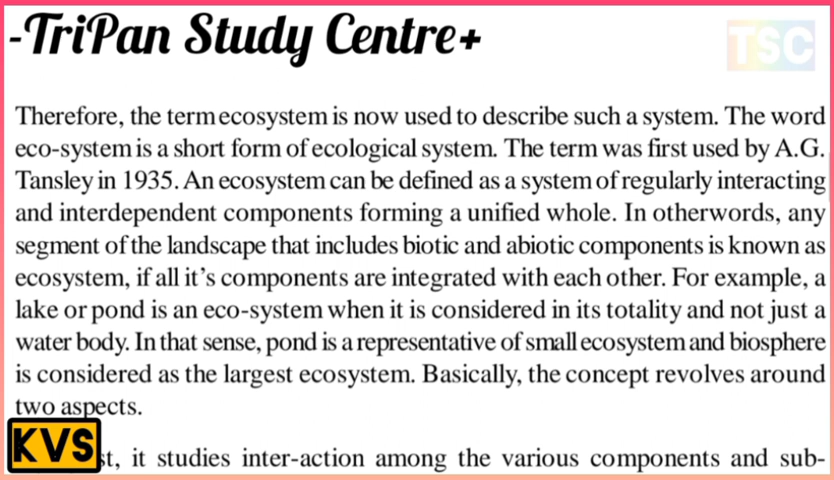 -TriPan Study Centre+
TSC
Therefore, the term ecosystem is now used to describe such a system. The word
eco-system is a short form of ecological system. The term was first used by A.G.
Tansley in 1935. An ecosystem can be defined as a system of regularly interacting
and interdependent components forming a unified whole. In otherwords, any
segment of the landscape that includes biotic and abiotic components is known as
ecosystem, if all it's components are integrated with each other. For example, a
lake or pond is an eco-system when it is considered in its totality and not just a
water body. In that sense, pond is a representative of small ecosystem and biosphere
is considered as the largest ecosystem. Basically, the concept revolves around
two aspects.
KVS
it studies inter-action among the various components and sub-